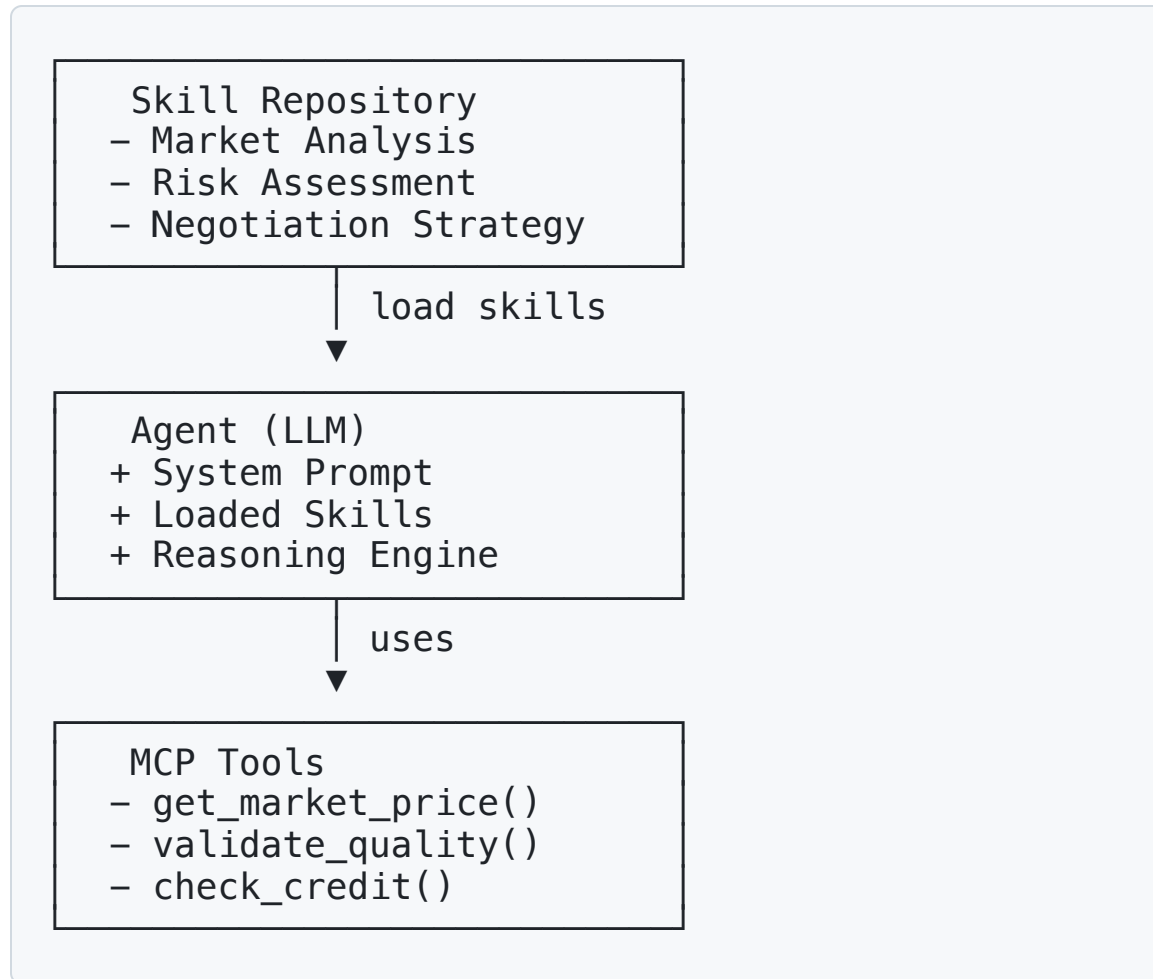 Skill Repository
– Market Analysis
– Risk Assessment
– Negotiation Strategy
load skills
Agent (LLM)
+ System Prompt
+ Loaded Skills
+ Reasoning Engine
uses
MCP Tools
– get_market_price()
– validate_quality()
– check_credit()